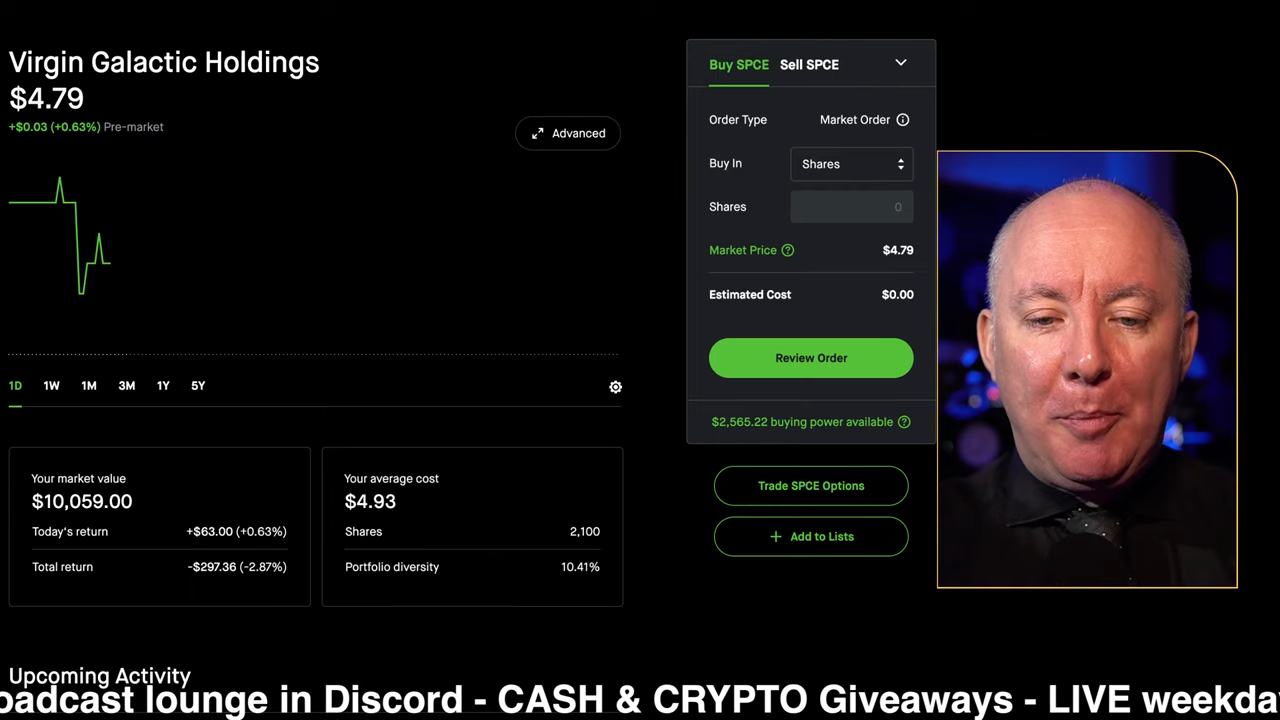 Virgin Galactic Holdings
$4.79
+$0.03 (+0.63%) Pre-market
Advanced
1D 1W 1M 3M 1Y 5Y
Your market value
$10,059.00
Today's return +$63.00 (+0.63%)
Total return -$297.36 (-2.87%)
Your average cost
$4.93
Shares 2,100
Portfolio diversity 10.41%
Buy SPCE Sell SPCE
Order Type Market Order
Buy In Shares
Shares 0
Market Price $4.79
Estimated Cost $0.00
Review Order
$2,565.22 buying power available
Trade SPCE Options
+ Add to Lists
Upcoming Activity
oadcast lounge in Discord - CASH & CRYPTO Giveaways - LIVE weekda